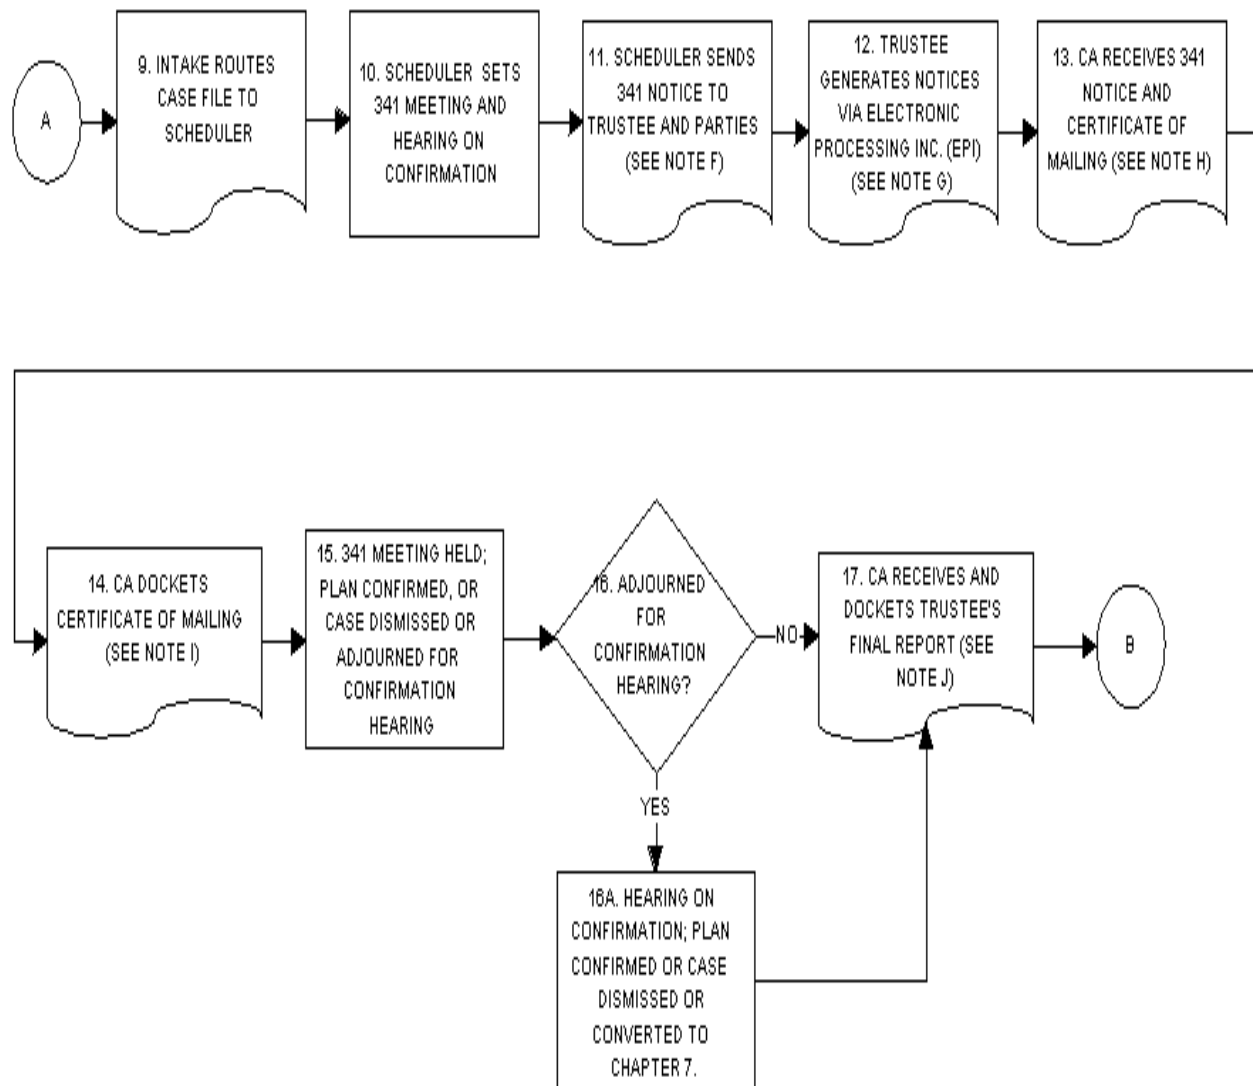 A
9. INTAKE ROUTES
CASE FILE TO
SCHEDULER
10. SCHEDULER SETS
341 MEETING AND
HEARING ON
CONFIRMATION
11. SCHEDULER SENDS
341 NOTICE TO
TRUSTEE AND PARTIES
(SEE NOTE F)
12. TRUSTEE
GENERATES NOTICES
VIA ELECTRONIC
PROCESSING INC. (EPI)
(SEE NOTE G)
13. CA RECEIVES 341
NOTICE AND
CERTIFICATE OF
MAILING (SEE NOTE H)
14. CA DOCKETS
CERTIFICATE OF MAILING
(SEE NOTE I)
15. 341 MEETING HELD;
PLAN CONFIRMED, OR
CASE DISMISSED OR
ADJOURNED FOR
CONFIRMATION
HEARING
16. ADJOURNED
FOR
CONFIRMATION
HEARING?
NO
17. CA RECEIVES AND
DOCKETS TRUSTEE'S
FINAL REPORT (SEE
NOTE J)
B
YES
16A. HEARING ON
CONFIRMATION; PLAN
CONFIRMED OR CASE
DISMISSED OR
CONVERTED TO
CHAPTER 7.